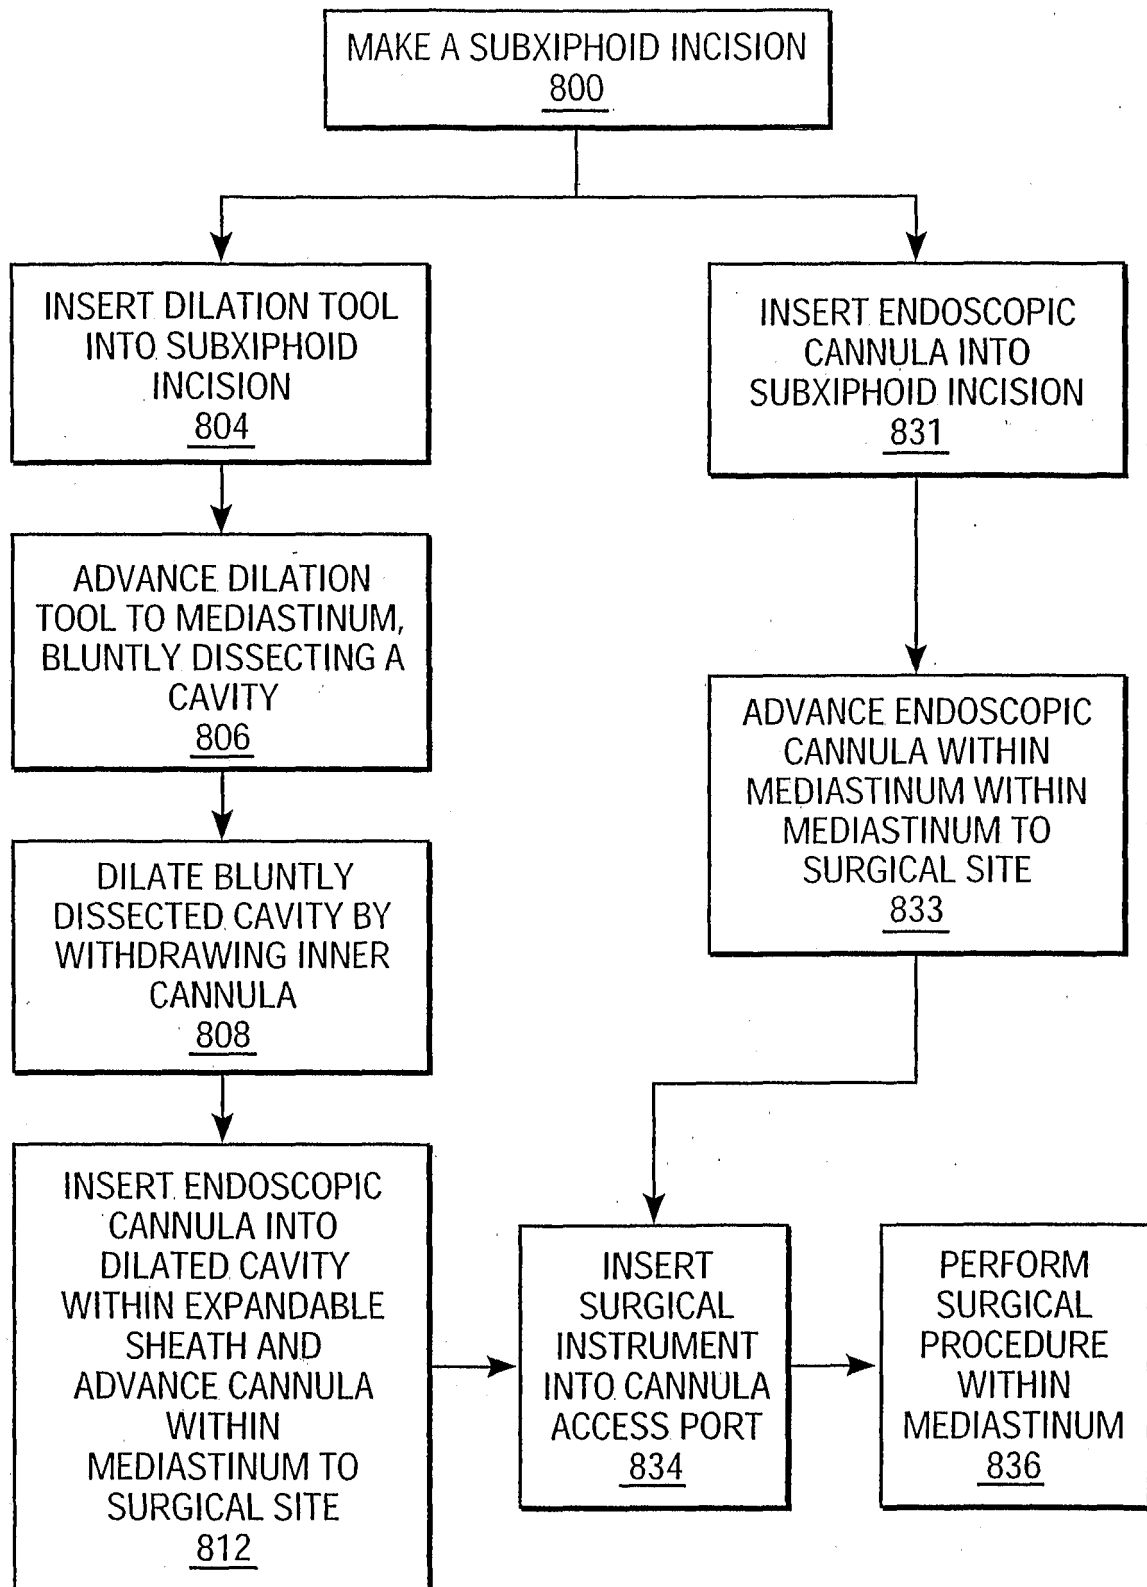 MAKE A SUBXIPHOID INCISION
800
INSERT DILATION TOOL
INTO SUBXIPHOID
INCISION
804
ADVANCE DILATION
TOOL TO MEDIASTINUM,
BLUNTLY DISSECTING A
CAVITY
806
DILATE BLUNTLY
DISSECTED CAVITY BY
WITHDRAWING INNER
CANNULA
808
INSERT ENDOSCOPIC
CANNULA INTO
DILATED CAVITY
WITHIN EXPANDABLE
SHEATH AND
ADVANCE CANNULA
WITHIN
MEDIASTINUM TO
SURGICAL SITE
812
INSERT ENDOSCOPIC
CANNULA INTO
SUBXIPHOID INCISION
831
ADVANCE ENDOSCOPIC
CANNULA WITHIN
MEDIASTINUM WITHIN
MEDIASTINUM TO
SURGICAL SITE
833
INSERT
SURGICAL
INSTRUMENT
INTO CANNULA
ACCESS PORT
834
PERFORM
SURGICAL
PROCEDURE
WITHIN
MEDIASTINUM
836